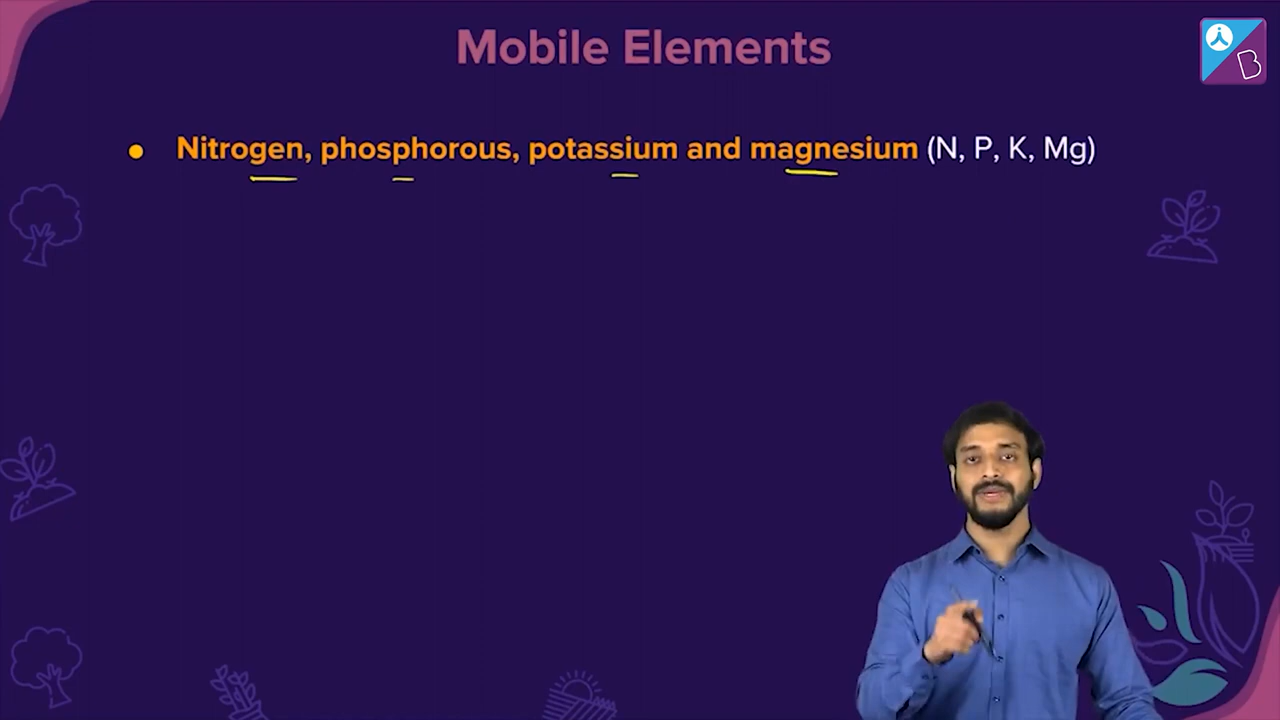 Mobile Elements
Nitrogen, phosphorous, potassium and magnesium (N, P, K, Mg)